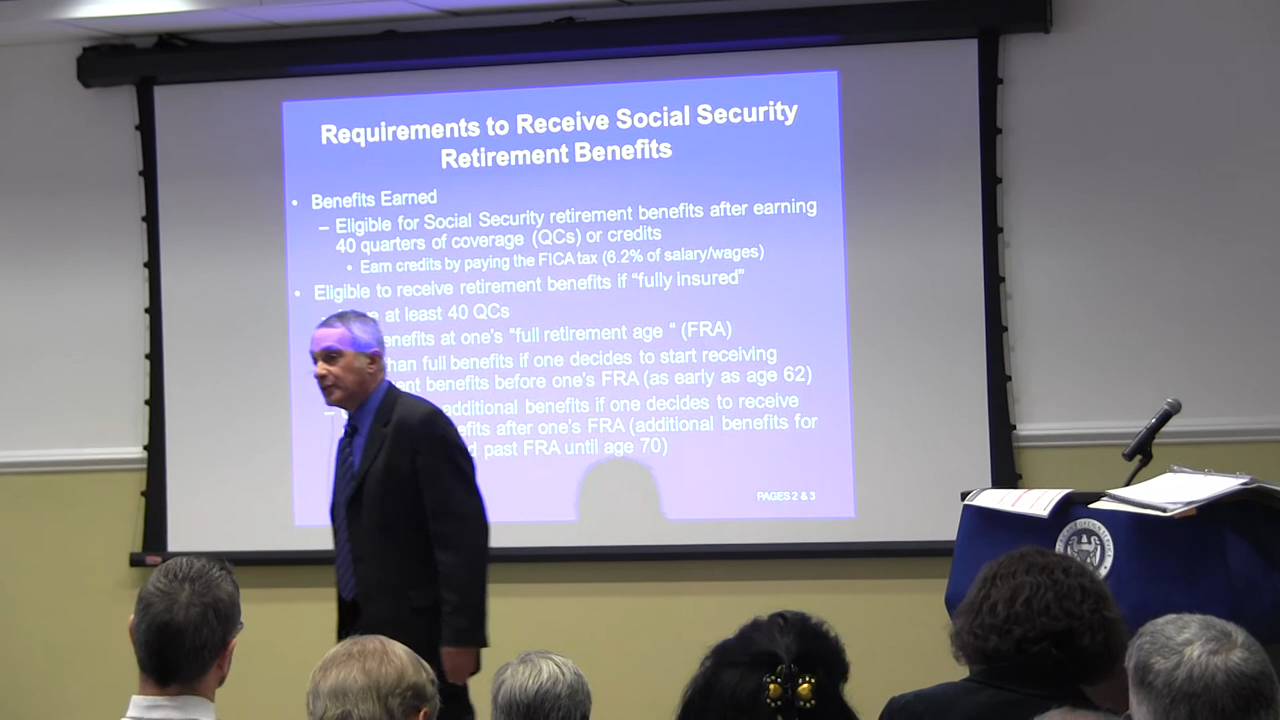 Requirements to Receive Social Security
Retirement Benefits
• Benefits Earned
– Eligible for Social Security retirement benefits after earning
40 quarters of coverage (QCs) or credits
• Earn credits by paying the FICA tax (6.2% of salary/wages)
• Eligible to receive retirement benefits if “fully insured”
at least 40 QCs
enefits at one's “full retirement age “ (FRA)
han full benefits if one decides to start receiving
ent benefits before one's FRA (as early as age 62)
– additional benefits if one decides to receive
efits after one's FRA (additional benefits for
past FRA until age 70)
PAGES 2 & 3